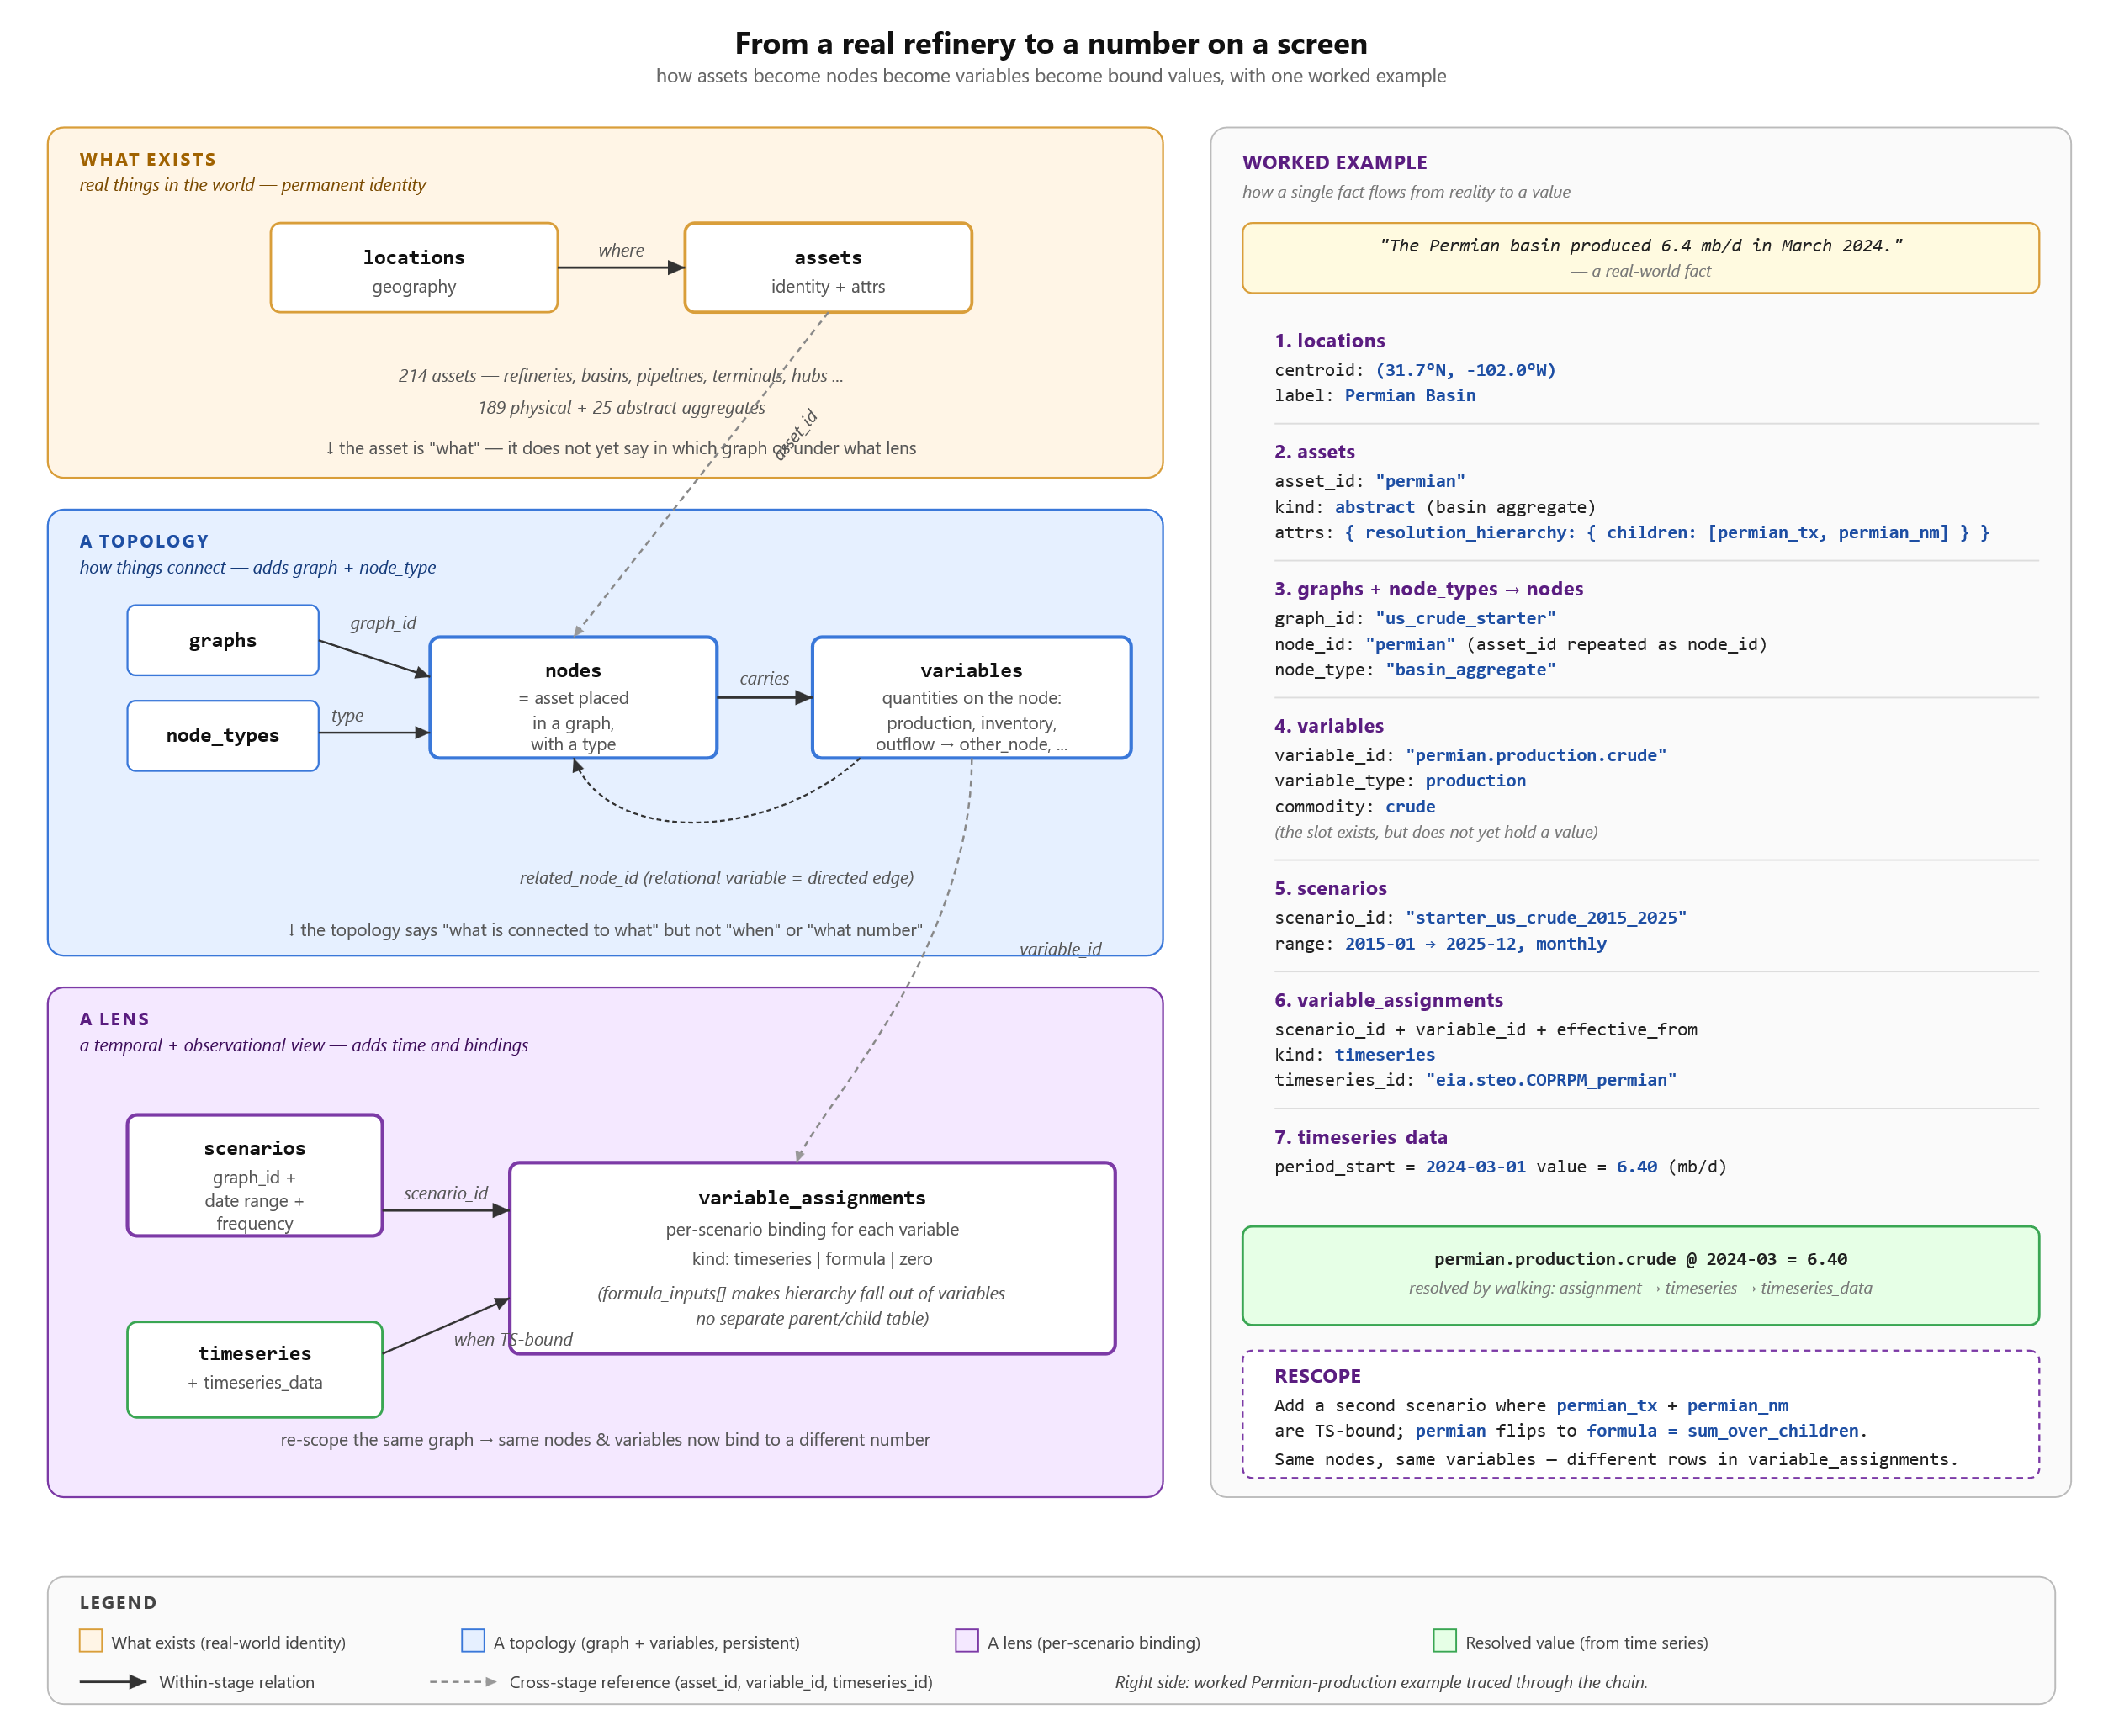 From a real refinery to a number on a screen
how assets become nodes become variables become bound values, with one worked example
WHAT EXISTS
real things in the world — permanent identity
locations
geography
where
assets
identity + attrs
214 assets — refineries, basins, pipelines, terminals, hubs ...
189 physical + 25 abstract aggregates
asset_id
↓ the asset is "what" — it does not yet say in which graph or under what lens
A TOPOLOGY
how things connect — adds graph + node_type
graphs
graph_id
node_types
type
nodes
= asset placed
in a graph,
with a type
carries
variables
quantities on the node:
production, inventory,
outflow → other_node, ...
related_node_id (relational variable = directed edge)
↓ the topology says "what is connected to what" but not "when" or "what number"
variable_id
A LENS
a temporal + observational view — adds time and bindings
scenarios
graph_id +
date range +
frequency
scenario_id
variable_assignments
per-scenario binding for each variable
kind: timeseries | formula | zero
(formula_inputs[] makes hierarchy fall out of variables —
no separate parent/child table)
when TS-bound
timeseries
+ timeseries_data
re-scope the same graph → same nodes & variables now bind to a different number
WORKED EXAMPLE
how a single fact flows from reality to a value
"The Permian basin produced 6.4 mb/d in March 2024."
— a real-world fact
1. locations
centroid: (31.7°N, -102.0°W)
label: Permian Basin
2. assets
asset_id: "permian"
kind: abstract (basin aggregate)
attrs: { resolution_hierarchy: { children: [permian_tx, permian_nm] } }
3. graphs + node_types → nodes
graph_id: "us_crude_starter"
node_id: "permian" (asset_id repeated as node_id)
node_type: "basin_aggregate"
4. variables
variable_id: "permian.production.crude"
variable_type: production
commodity: crude
(the slot exists, but does not yet hold a value)
5. scenarios
scenario_id: "starter_us_crude_2015_2025"
range: 2015-01 → 2025-12, monthly
6. variable_assignments
scenario_id + variable_id + effective_from
kind: timeseries
timeseries_id: "eia.steo.COPRPM_permian"
7. timeseries_data
period_start = 2024-03-01 value = 6.40 (mb/d)
permian.production.crude @ 2024-03 = 6.40
resolved by walking: assignment → timeseries → timeseries_data
RESCOPE
Add a second scenario where permian_tx + permian_nm
are TS-bound; permian flips to formula = sum_over_children.
Same nodes, same variables — different rows in variable_assignments.
LEGEND
What exists (real-world identity)
A topology (graph + variables, persistent)
A lens (per-scenario binding)
Resolved value (from time series)
Within-stage relation
Cross-stage reference (asset_id, variable_id, timeseries_id)
Right side: worked Permian-production example traced through the chain.